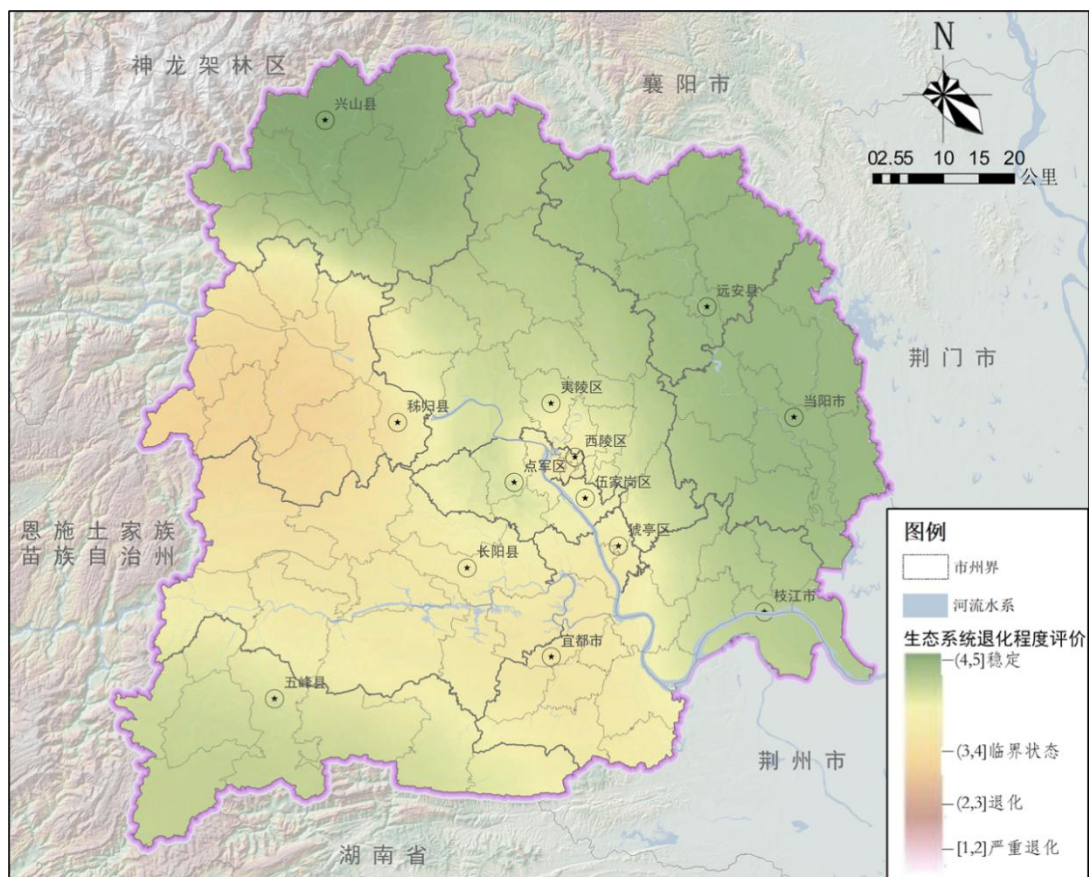 神龙架林区
襄阳市
N
02.55 10 15 20
公里
兴山县
远安县
荆门市
夷陵区
当阳市
秭归县
西陵区
点军区
伍家岗区
恩施土家族
苗族自治州
猇亭区
长阳县
枝江市
宜都市
五峰县
荆州市
湖南省
图例
市州界
河流水系
生态系统退化程度评价
(4,5]稳定
(3,4]临界状态
(2,3]退化
[1,2]严重退化